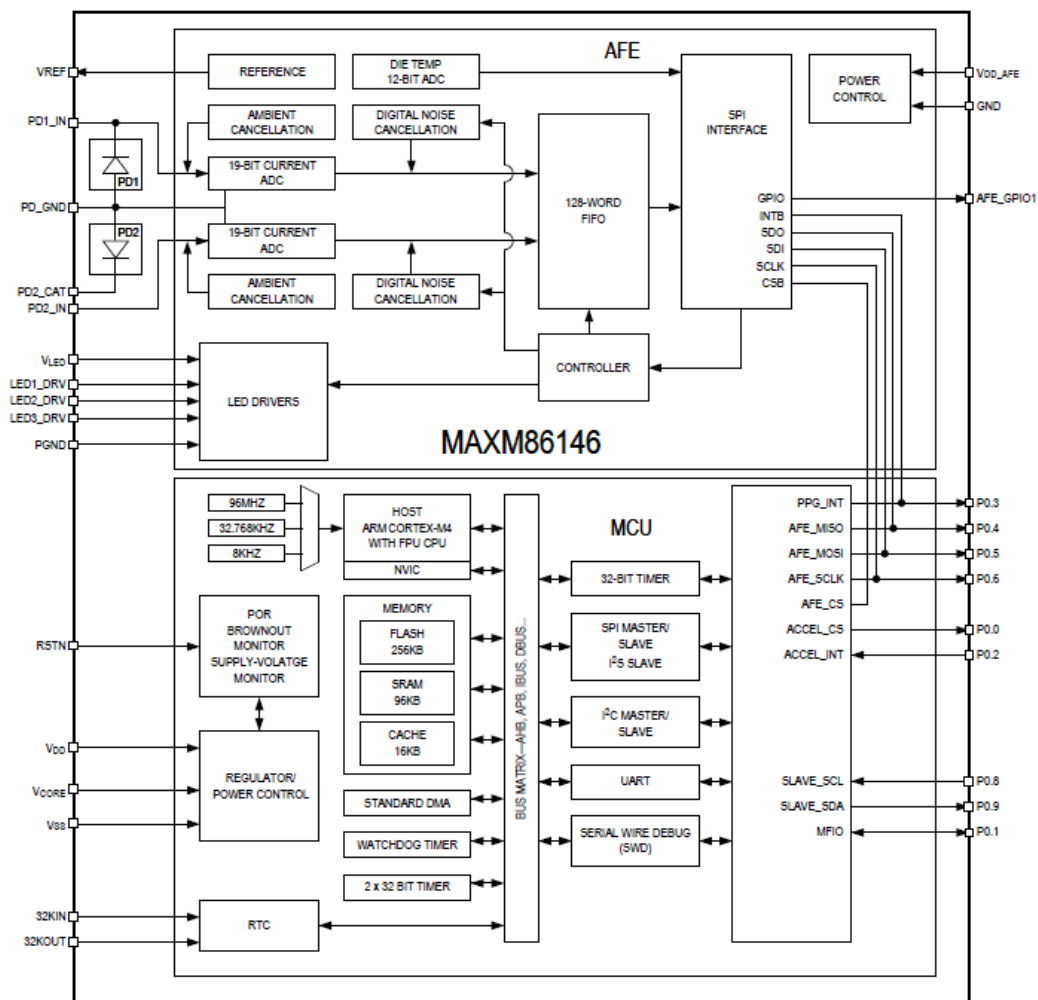 AFE
VREF
REFERENCE
DIE TEMP
12-BIT ADC
SPI
INTERFACE
POWER
CONTROL
VDD_AFE
GND
PD1_IN
AMBIENT
CANCELLATION
DIGITAL NOISE
CANCELLATION
PD1
19-BIT CURRENT
ADC
128-WORD
FIFO
PD_GND
PD2
19-BIT CURRENT
ADC
GPIO
INTB
SDO
SDI
SCLK
CSB
AFE_GPIO1
PD2_CAT
PD2_IN
AMBIENT
CANCELLATION
DIGITAL NOISE
CANCELLATION
VLED
LED1_DRV
LED2_DRV
LED3_DRV
PGND
LED DRIVERS
CONTROLLER
MAXM86146
96MHZ
32.768KHZ
8KHZ
HOST
ARM CORTEX-M4
WITH FPU CPU
NVIC
MCU
PPG_INT
AFE_MISO
AFE_MOSI
AFE_SCLK
AFE_CS
ACCEL_CS
ACCEL_INT
P0.3
P0.4
P0.5
P0.6
P0.0
P0.2
RSTN
POR
BROWNOUT
MONITOR
SUPPLY-VOLATGE
MONITOR
MEMORY
FLASH
256KB
SRAM
96KB
CACHE
16KB
BUS MATRIX—AHB, APB, IBUS, DBUS...
32-BIT TIMER
SPI MASTER/
SLAVE
I2S SLAVE
I2C MASTER/
SLAVE
UART
SERIAL WIRE DEBUG
(SWD)
VDD
VCORE
VSS
REGULATOR/
POWER CONTROL
STANDARD DMA
WATCHDOG TIMER
2 x 32 BIT TIMER
SLAVE_SCL
SLAVE_SDA
MFIO
P0.8
P0.9
P0.1
32KIN
32KOUT
RTC